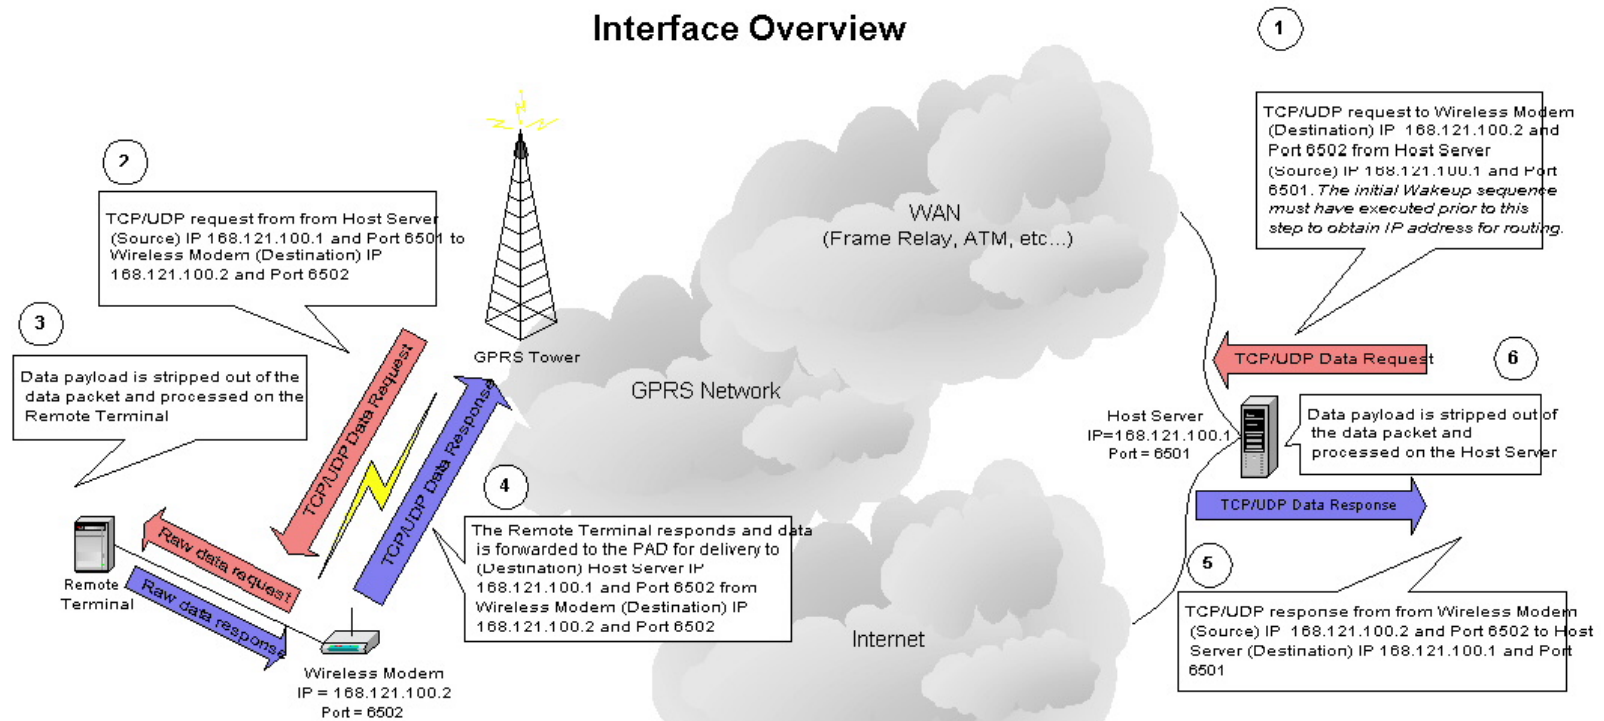 Interface Overview
1
TCP/UDP request to Wireless Modem
(Destination) IP 168.121.100.2 and
Port 6502 from Host Server
(Source) IP 168.121.100.1 and Port
6501. The initial Wakeup sequence
must have executed prior to this
step to obtain IP address for routing.
2
TCP/UDP request from from Host Server
(Source) IP 168.121.100.1 and Port 6501 to
Wireless Modem (Destination) IP
168.121.100.2 and Port 6502
3
Data payload is stripped out of the
data packet and processed on the
Remote Terminal
GPRS Tower
WAN
(Frame Relay, ATM, etc...)
GPRS Network
Internet
TCP/UDP Data Request
TCP/UDP Data Response
4
The Remote Terminal responds and data
is forwarded to the PAD for delivery to
(Destination) Host Server IP
168.121.100.1 and Port 6502 from
Wireless Modem (Destination) IP
168.121.100.2 and Port 6502
Raw data request
Raw data response
Remote
Terminal
Wireless Modem
IP = 168.121.100.2
Port = 6502
TCP/UDP Data Request
Host Server
IP=168.121.100.1
Port = 6501
6
Data payload is stripped out of
the data packet and
processed on the Host Server
TCP/UDP Data Response
5
TCP/UDP response from from Wireless Modem
(Source) IP 168.121.100.2 and Port 6502 to Host
Server (Destination) IP 168.121.100.1 and Port
6501